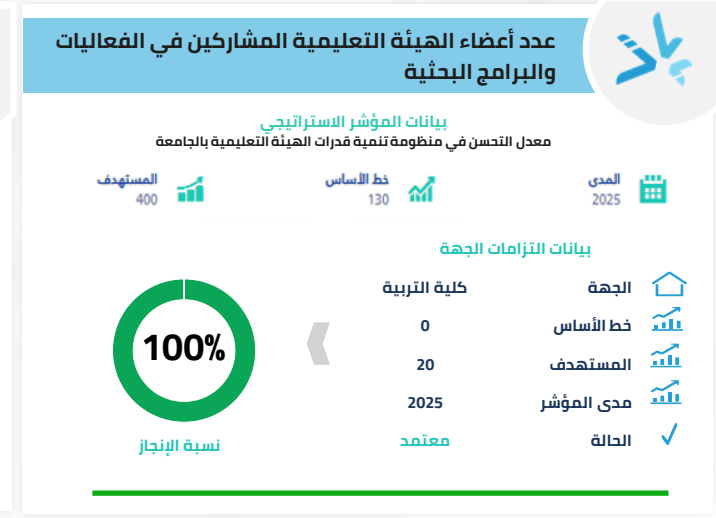 عدد أعضاء الهيئة التعليمية المشاركين في الفعاليات
والبرامج البحثية
بيانات المؤشر الاستراتيجي
معدل التحسن في منظومة تنمية قدرات الهيئة التعليمية بالجامعة
المدى
2025
خط الأساس
130
المستهدف
400
بيانات التزامات الجهة
الجهة كلية التربية
خط الأساس 0
المستهدف 20
مدى المؤشر 2025
الحالة معتمد
100%
نسبة الإنجاز